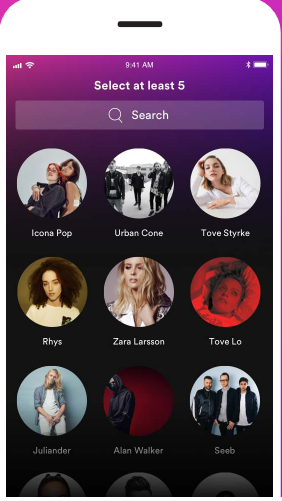 9:41 AM
Select at least 5
Search
Icona Pop
Urban Cone
Tove Styrke
Rhys
Zara Larsson
Tove Lo
Juliander
Alan Walker
Seeb